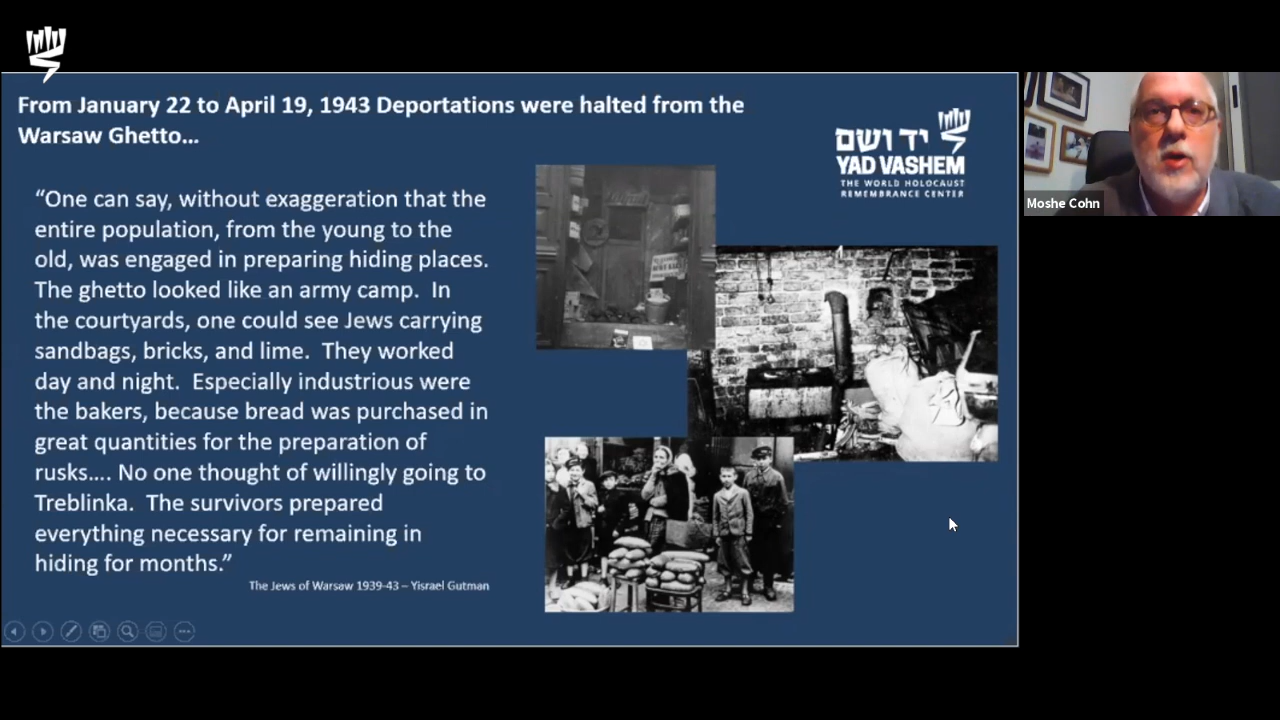 From January 22 to April 19, 1943 Deportations were halted from the
Warsaw Ghetto...
יד ושם
YAD VASHEM
THE WORLD HOLOCAUST
REMEMBRANCE CENTER
“One can say, without exaggeration that the
entire population, from the young to the
old, was engaged in preparing hiding places.
The ghetto looked like an army camp.  In
the courtyards, one could see Jews carrying
sandbags, bricks, and lime.  They worked
day and night.  Especially industrious were
the bakers, because bread was purchased in
great quantities for the preparation of
rusks…. No one thought of willingly going to
Treblinka.  The survivors prepared
everything necessary for remaining in
hiding for months.”
The Jews of Warsaw 1939-43 – Yisrael Gutman
Moshe Cohn